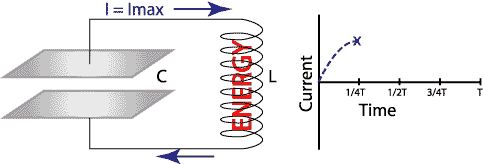 I = Imax
C
ENERGY
L
Current
1/4T
1/2T
3/4T
T
Time